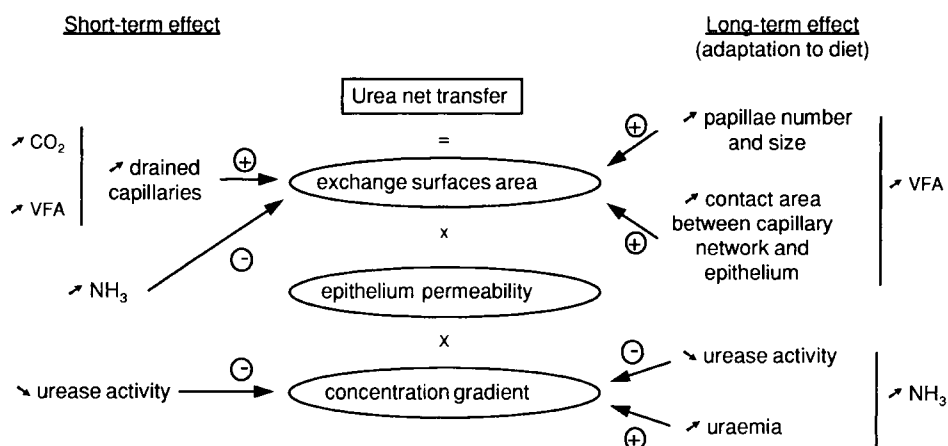 Short-term effect
Long-term effect
(adaptation to diet)
Urea net transfer
=
↗ CO₂
↗ VFA
↗ drained
capillaries
⊕
exchange surfaces area
⊕
↗ papillae number
and size
↗ contact area
between capillary
network and
epithelium
⊕
↗ VFA
x
↗ NH₃
⊖
epithelium permeability
x
↘ urease activity
⊖
concentration gradient
⊖
↘ urease activity
↗ uraemia
⊕
↗ NH₃